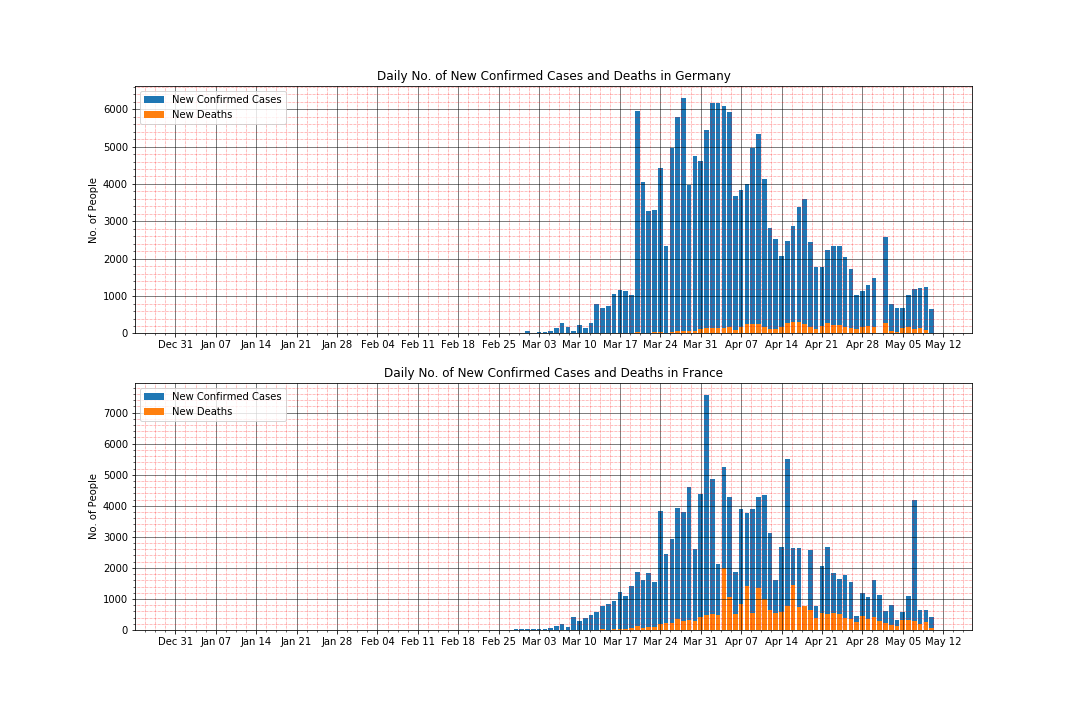 Daily No. of New Confirmed Cases and Deaths in Germany
New Confirmed Cases
New Deaths
6000
5000
4000
3000
2000
1000
0
No. of People
Dec 31 Jan 07 Jan 14 Jan 21 Jan 28 Feb 04 Feb 11 Feb 18 Feb 25 Mar 03 Mar 10 Mar 17 Mar 24 Mar 31 Apr 07 Apr 14 Apr 21 Apr 28 May 05 May 12
Daily No. of New Confirmed Cases and Deaths in France
New Confirmed Cases
New Deaths
7000
6000
5000
4000
3000
2000
1000
0
No. of People
Dec 31 Jan 07 Jan 14 Jan 21 Jan 28 Feb 04 Feb 11 Feb 18 Feb 25 Mar 03 Mar 10 Mar 17 Mar 24 Mar 31 Apr 07 Apr 14 Apr 21 Apr 28 May 05 May 12